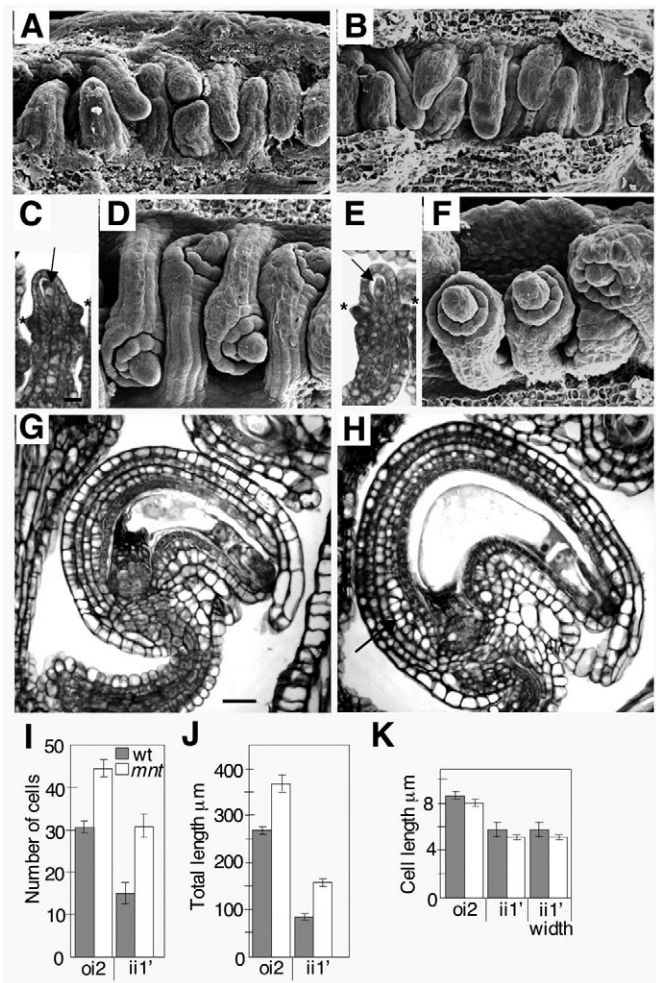 A
B
C
D
E
F
*
*
*
*
G
H
I
J
K
wt
mnt
Number of cells
50
40
30
20
10
0
oi2
ii1’
Total length µm
400
300
250
100
0
oi2
ii1’
Cell length µm
8
4
0
oi2
ii1’
ii1’
width